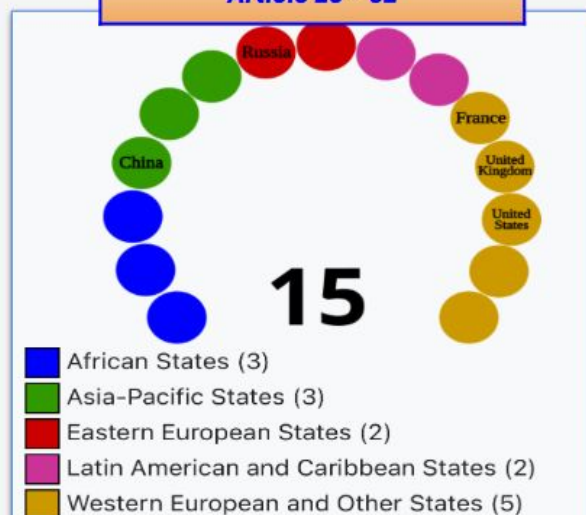 Russia
France
China
United
Kingdom
United
States
15
African States (3)
Asia-Pacific States (3)
Eastern European States (2)
Latin American and Caribbean States (2)
Western European and Other States (5)